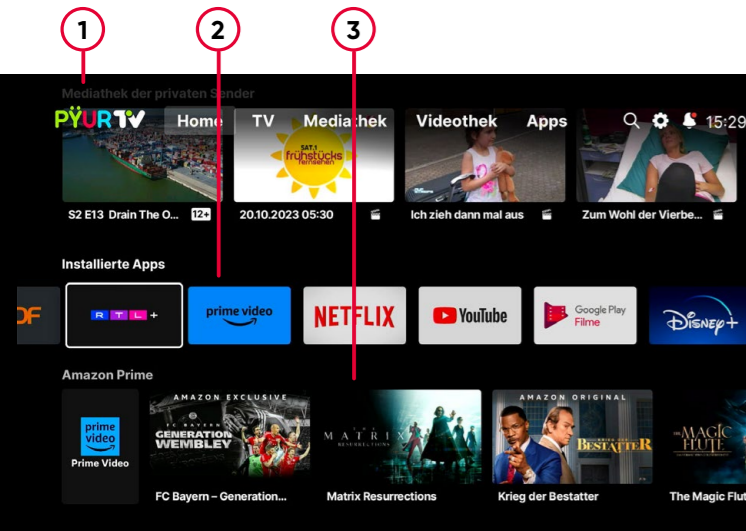 1 2 3
Mediathek der privaten Sender
PŸUR TV Home TV Mediathek Videothek Apps 15:29
SAT.1
frühstücks
fernsehen
S2 E13 Drain The O... 12+ 20.10.2023 05:30 Ich zieh dann mal aus Zum Wohl der Vierbe...
Installierte Apps
DF RTL+ prime video NETFLIX YouTube Google Play Filme Disney+
Amazon Prime
prime
video
Prime Video
AMAZON EXCLUSIVE
FC BAYERN
GENERATION
WEMBLEY
THE
MATRIX
RESURRECTIONS
AMAZON ORIGINAL
KRIEG DER
BESTATTER
THE MAGIC
FLUTE
FC Bayern – Generation... Matrix Resurrections Krieg der Bestatter The Magic Flut